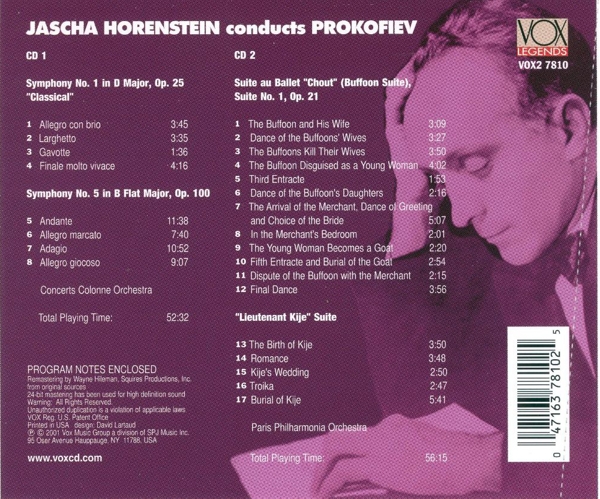 JASCHA HORENSTEIN conducts PROKOFIEV
VOX
LEGENDS
VOX2 7810
CD 1
Symphony No. 1 in D Major, Op. 25
"Classical"
1 Allegro con brio 3:45
2 Larghetto 3:35
3 Gavotte 1:36
4 Finale molto vivace 4:16
Symphony No. 5 in B Flat Major, Op. 100
5 Andante 11:38
6 Allegro marcato 7:40
7 Adagio 10:52
8 Allegro giocoso 9:07
Concerts Colonne Orchestra
Total Playing Time: 52:32
CD 2
Suite au Ballet "Chout" (Buffoon Suite),
Suite No. 1, Op. 21
1 The Buffoon and His Wife 3:09
2 Dance of the Buffoons' Wives 3:27
3 The Buffoons Kill Their Wives 3:50
4 The Buffoon Disguised as a Young Woman 4:02
5 Third Entracte 1:53
6 Dance of the Buffoon's Daughters 2:16
7 The Arrival of the Merchant, Dance of Greeting
and Choice of the Bride 5:07
8 In the Merchant's Bedroom 2:01
9 The Young Woman Becomes a Goat 2:20
10 Fifth Entracte and Burial of the Goat 2:54
11 Dispute of the Buffoon with the Merchant 2:15
12 Final Dance 3:56
"Lieutenant Kije" Suite
13 The Birth of Kije 3:50
14 Romance 3:48
15 Kije's Wedding 2:50
16 Troika 2:47
17 Burial of Kije 5:41
Paris Philharmonia Orchestra
Total Playing Time: 56:15
PROGRAM NOTES ENCLOSED
Remastering by Wayne Hileman, Squires Productions, Inc.
from original sources
24-bit mastering has been used for high definition sound
Warning: All Rights Reserved.
Unauthorized duplication is a violation of applicable laws
VOX Reg. U.S. Patent Office
Printed in USA design: David Lartaud
℗ © 2001 Vox Music Group a division of SPJ Music Inc.
95 Oser Avenue Hauppauge, NY 11788, USA
www.voxcd.com
0 47163 78102 5